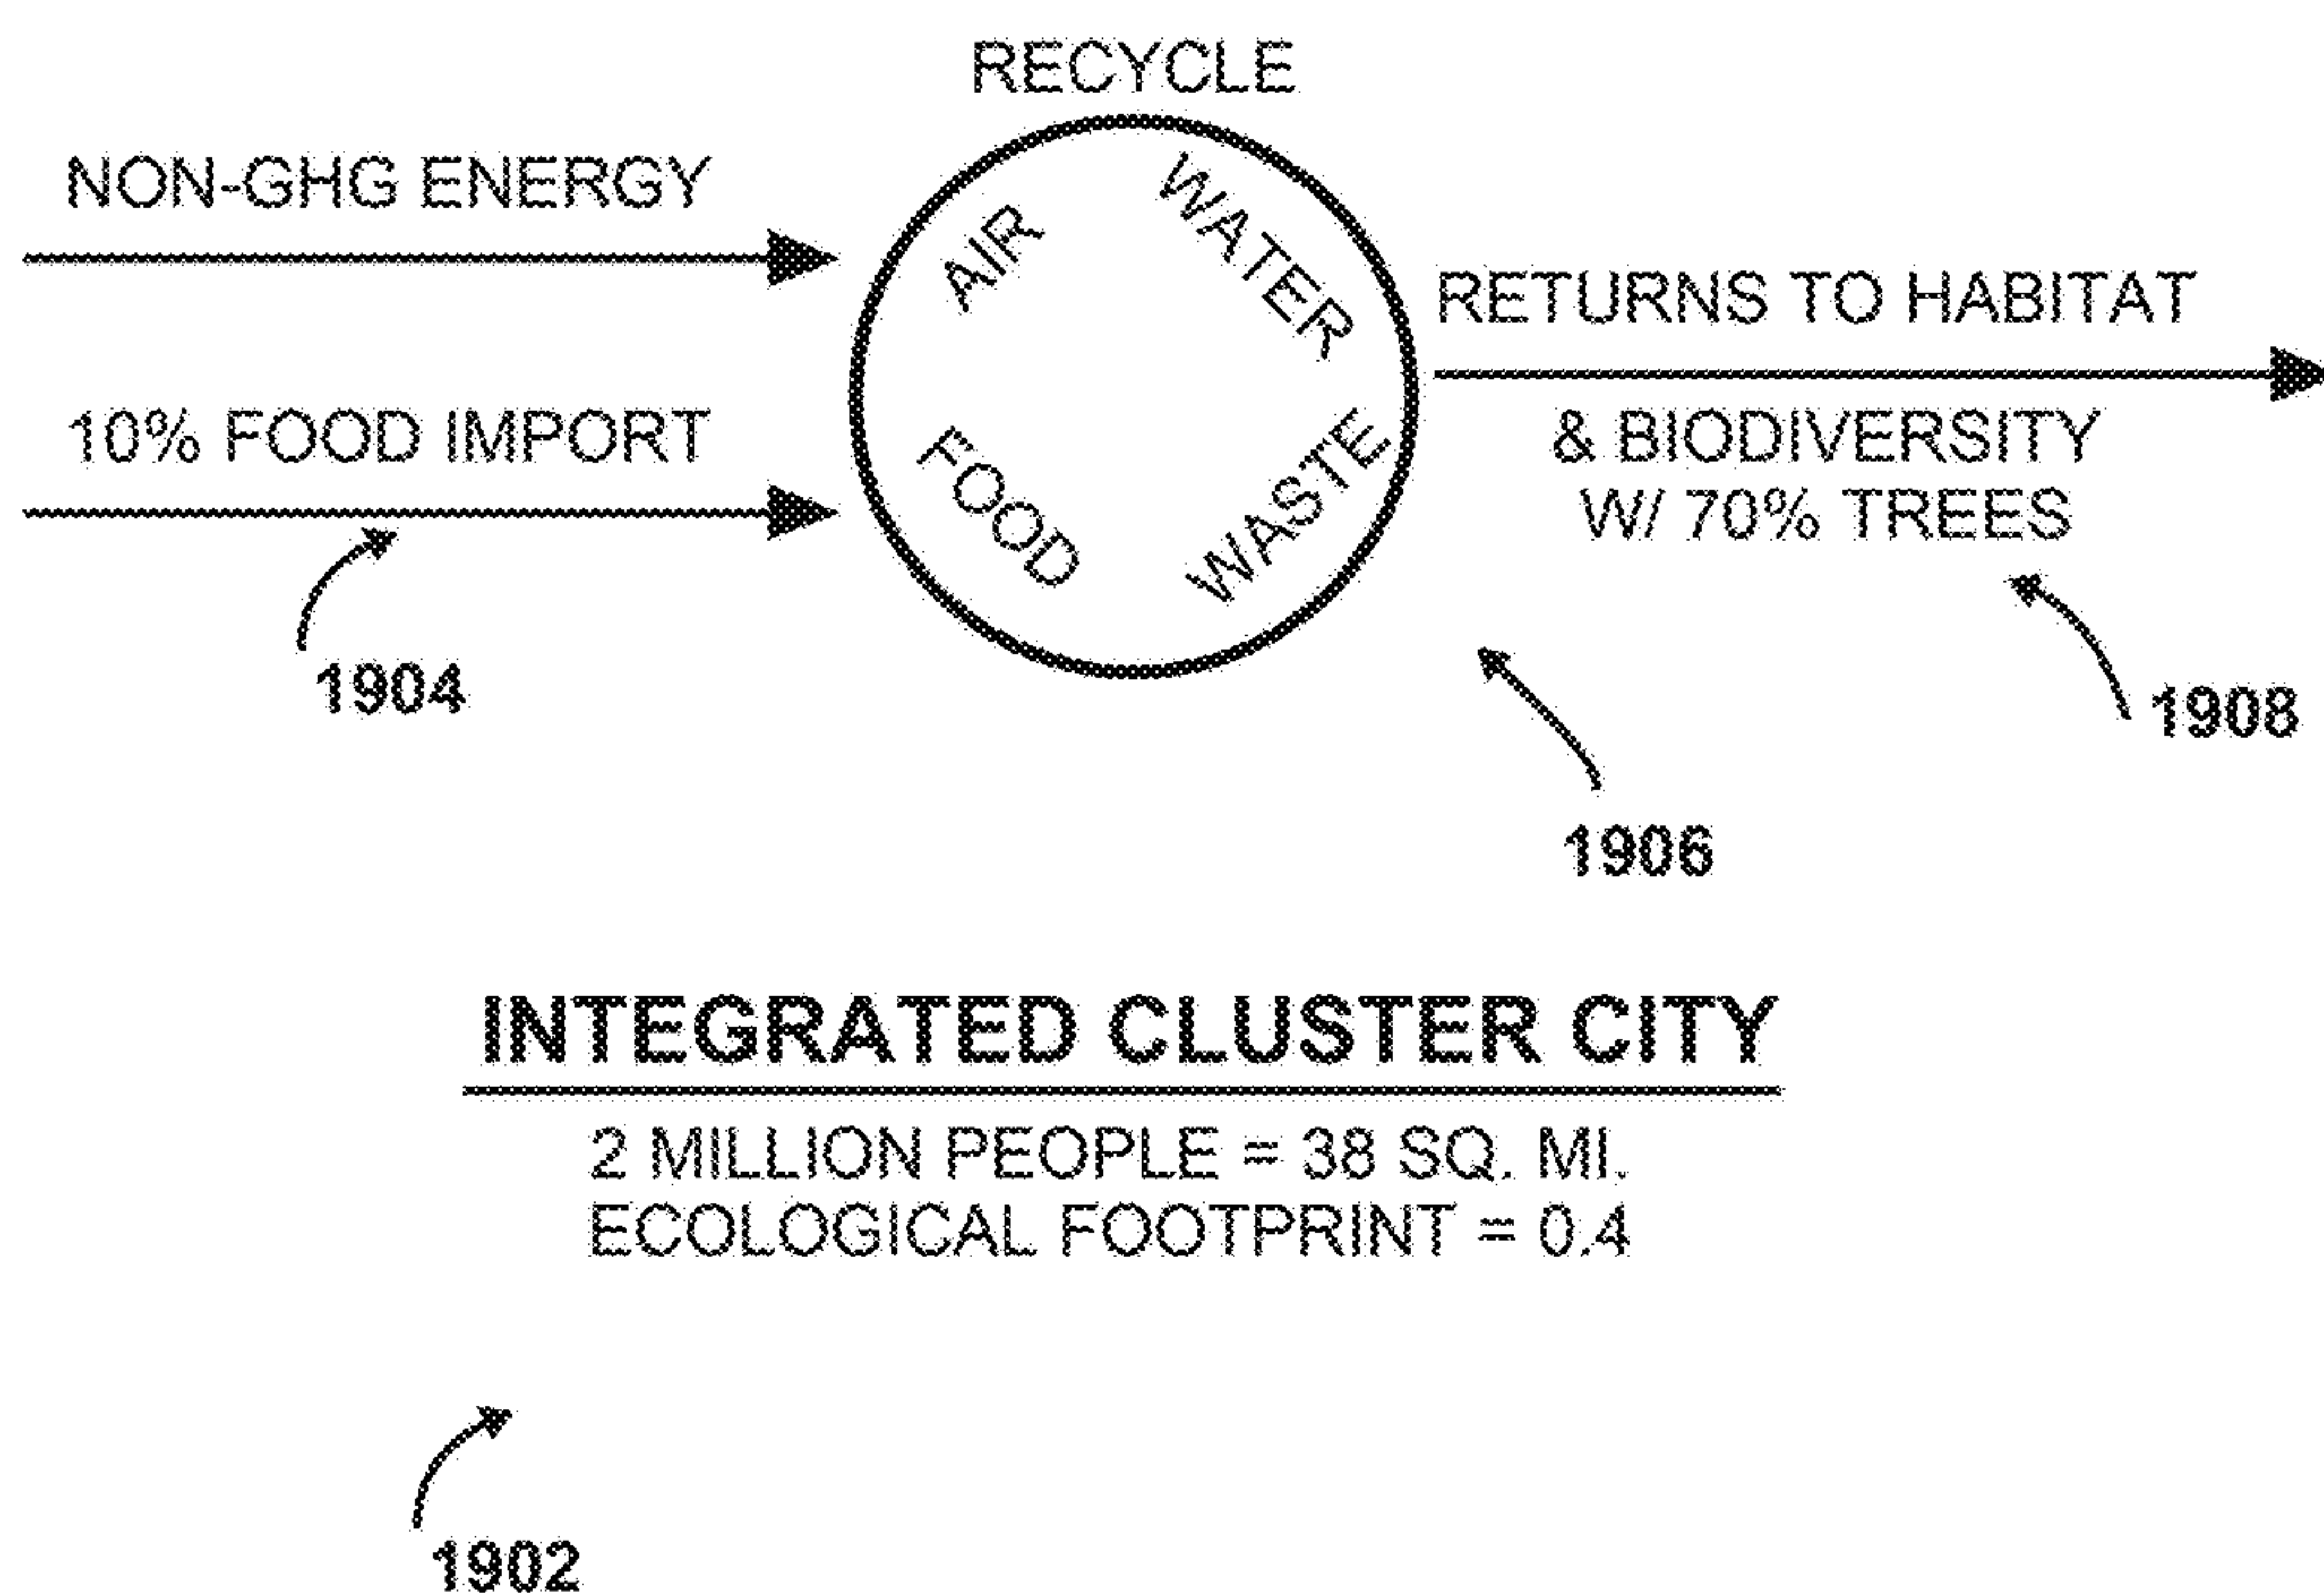 RECYCLE
NON-GHG ENERGY
AIR
WATER
RETURNS TO HABITAT
10% FOOD IMPORT
& BIODIVERSITY
W/ 70% TREES
FOOD
WASTE
1904
1908
1906
INTEGRATED CLUSTER CITY
2 MILLION PEOPLE = 38 SQ. MI.
ECOLOGICAL FOOTPRINT = 0.4
1902